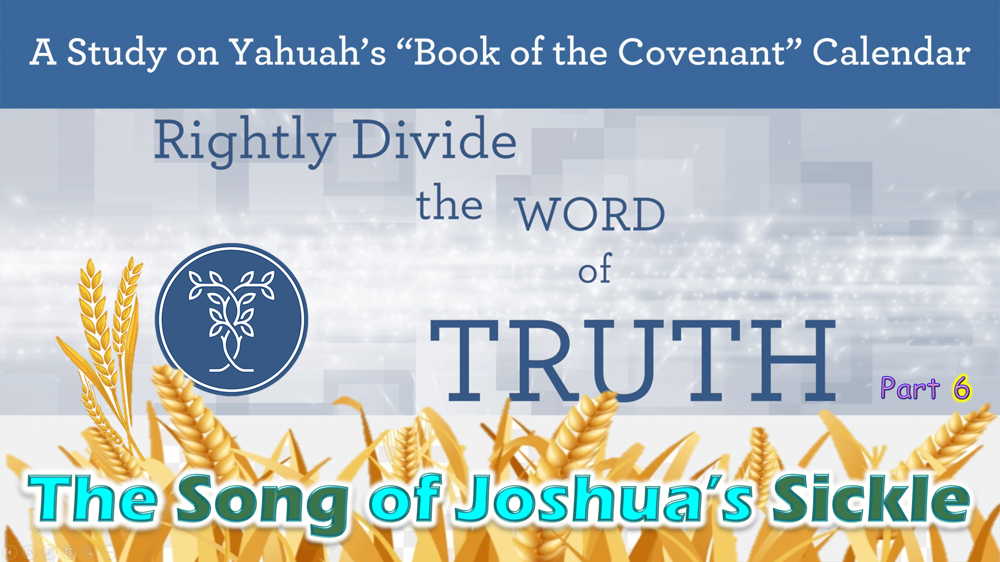 A Study on Yahuah’s “Book of the Covenant” Calendar
Rightly Divide
the WORD
of
TRUTH
Part 6
The Song of Joshua’s Sickle